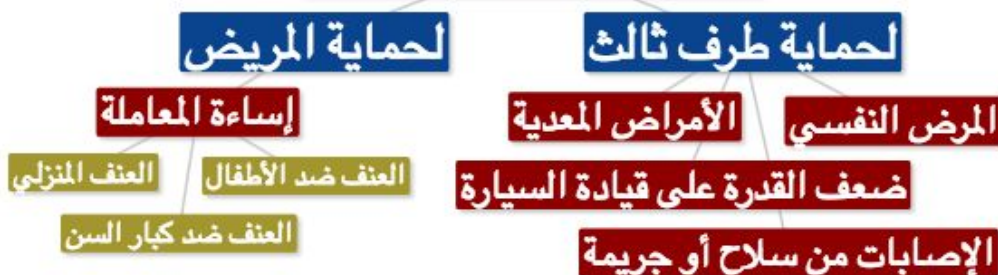 لحماية طرف ثالث
لحماية المريض
المرض النفسي
الأمراض المعدية
إساءة المعاملة
ضعف القدرة على قيادة السيارة
العنف ضد الأطفال
العنف المنزلي
الإصابات من سلاح أو جريمة
العنف ضد كبار السن